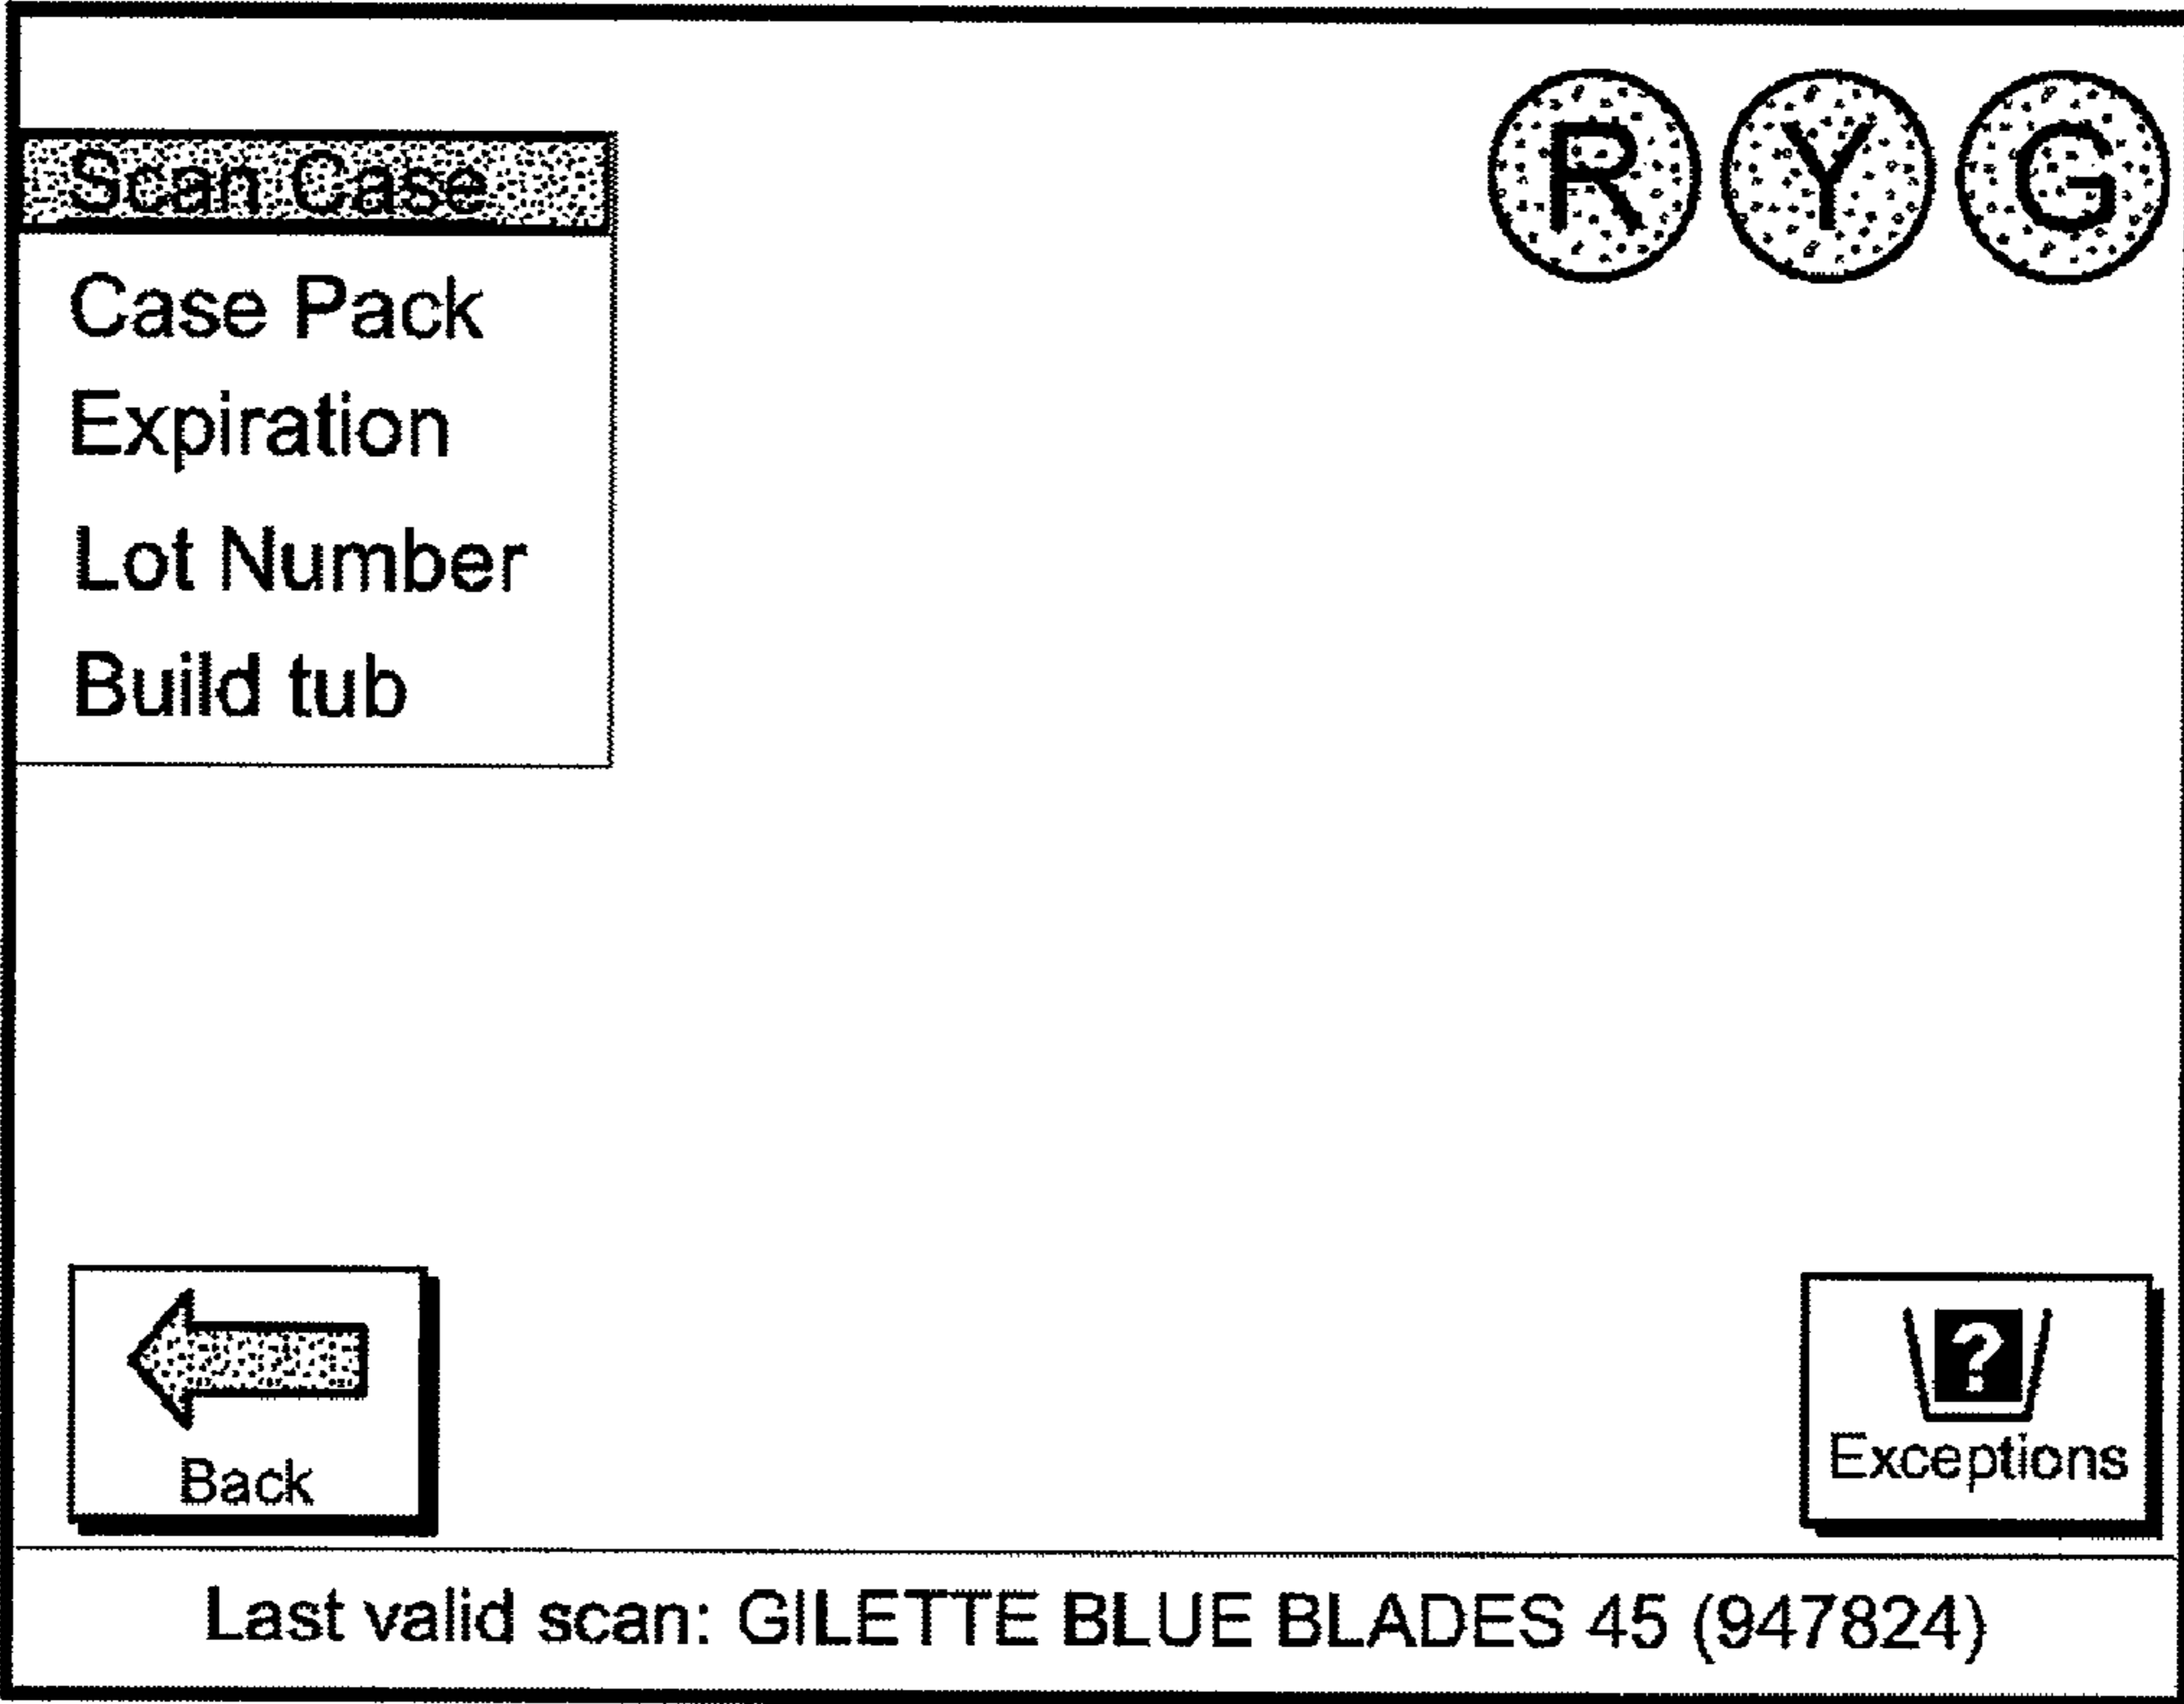 R Y G
Scan Case
Case Pack
Expiration
Lot Number
Build tub
?
Back
Exceptions
Last valid scan: GILETTE BLUE BLADES 45 (947824)